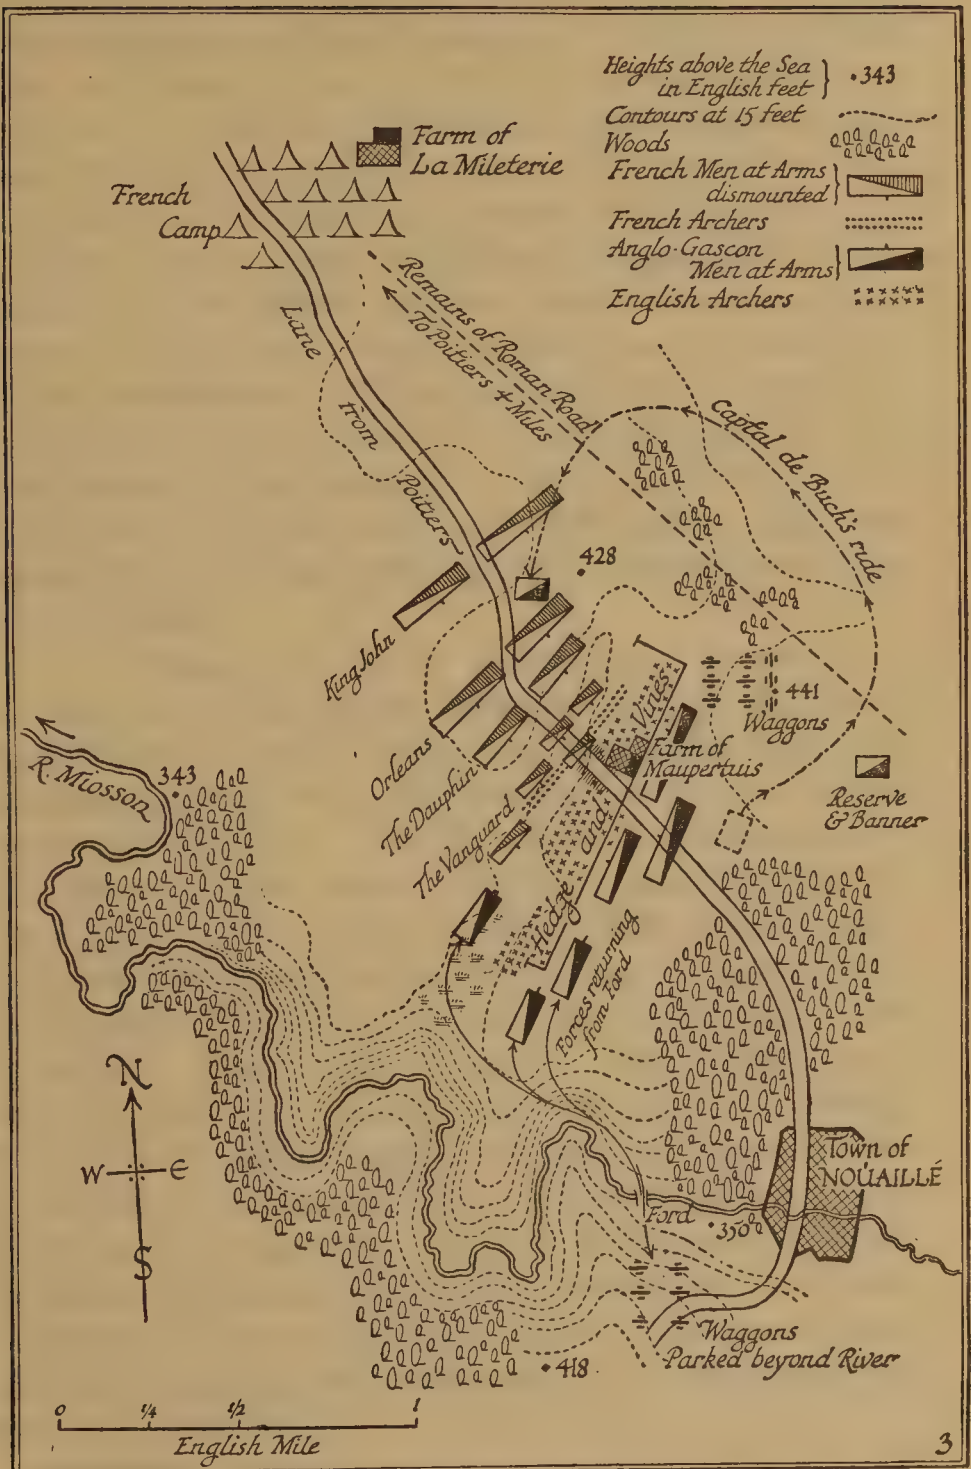 Heights above the Sea
in English feet
343
Contours at 15 feet
Woods
French Men at Arms
dismounted
French Archers
Anglo-Gascon
Men at Arms
English Archers
Farm of
La Mileterie
French
Camp
Remains of Roman Road
To Poitiers 4 Miles
Lane from Poitiers
Captal de Buch's ride
428
King John
Orleans
The Dauphin
The Vanguard
Vines
and
Hedge
Farm of
Maupertuis
441
Waggons
Reserve
& Banner
R. Miosson
343
Forces returning
from Ford
N
W E
S
Town of
NOUAILLÉ
Ford
350
Waggons
Parked beyond River
418
0 1/4 1/2 1
English Mile
3